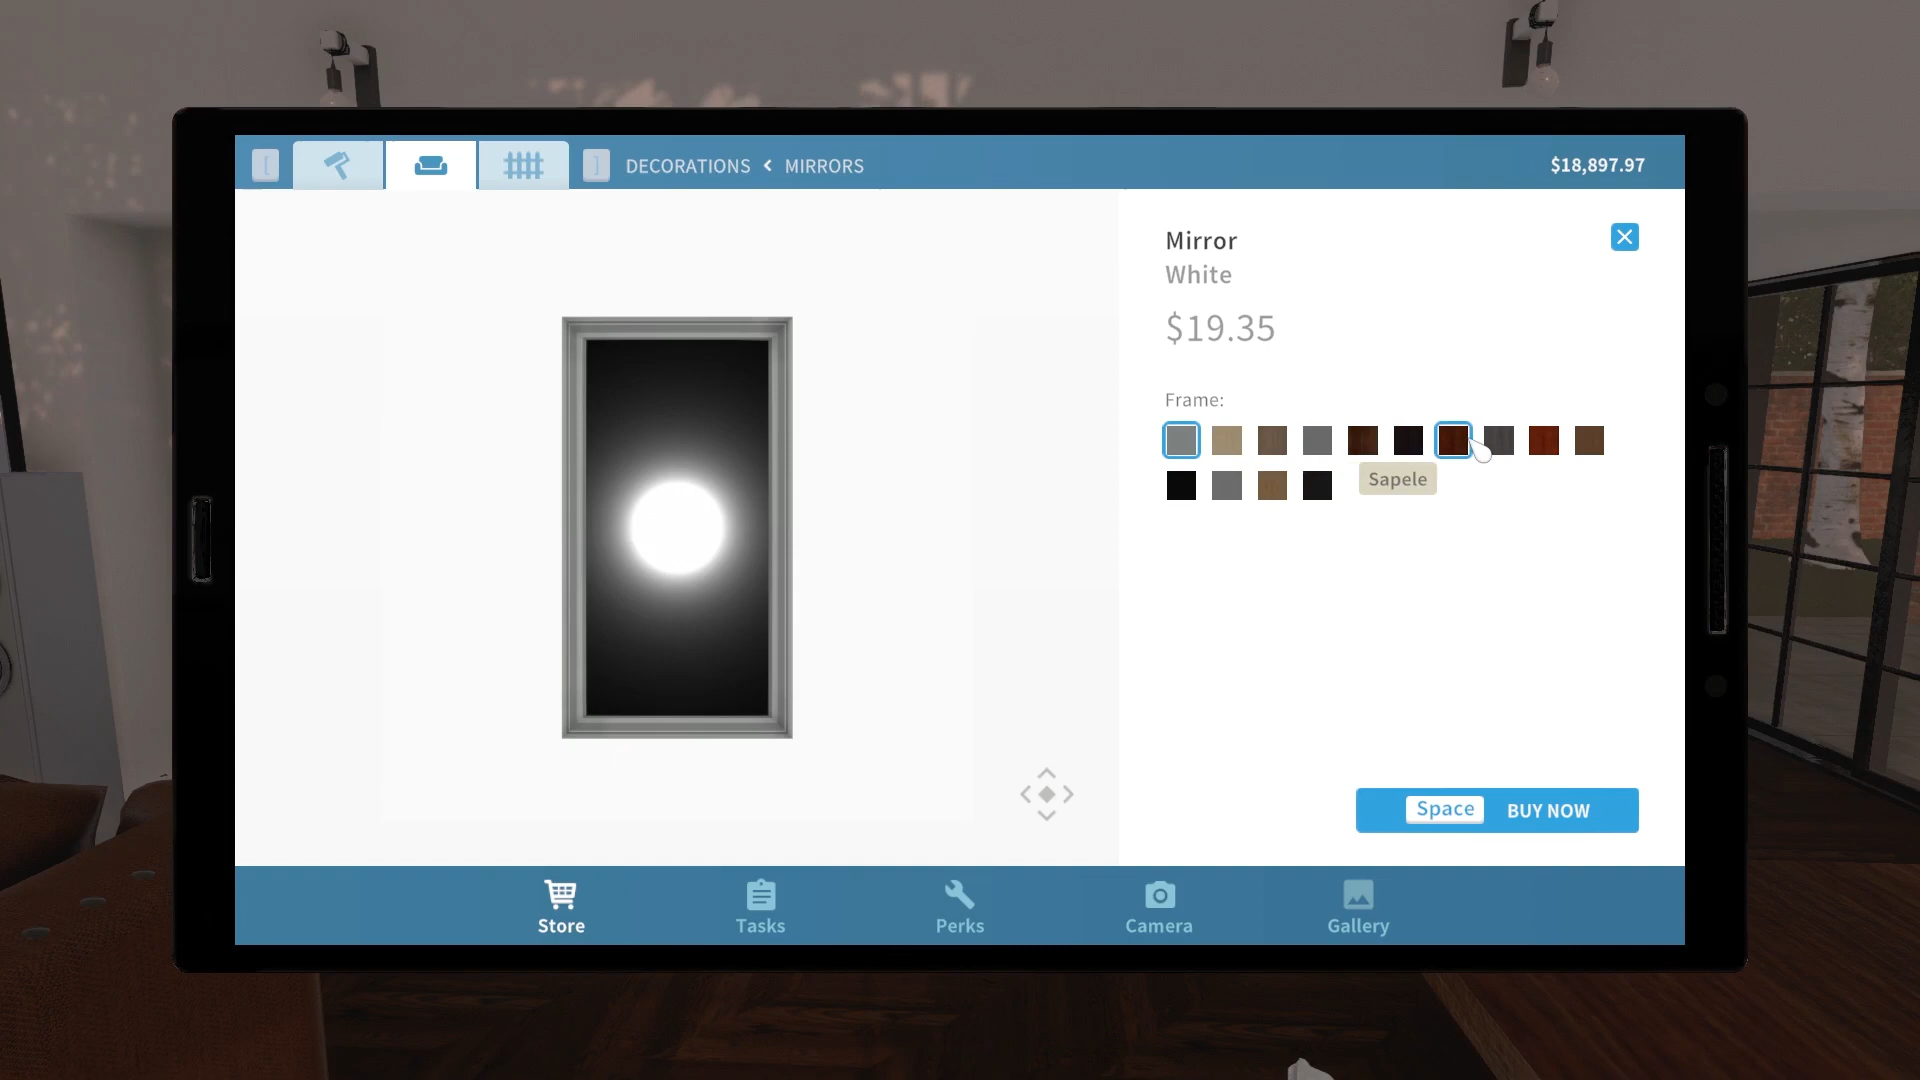 [ ] DECORATIONS < MIRRORS $18,897.97
Mirror
White
$19.35
Frame:
Sapele
Space BUY NOW
Store Tasks Perks Camera Gallery